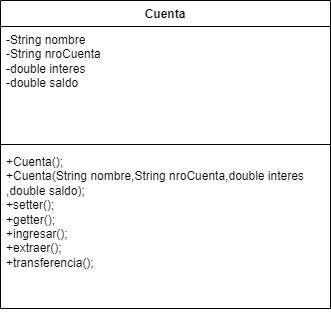 Cuenta
-String nombre
-String nroCuenta
-double interes
-double saldo
+Cuenta();
+Cuenta(String nombre,String nroCuenta,double interes
,double saldo);
+setter();
+getter();
+ingresar();
+extraer();
+transferencia();